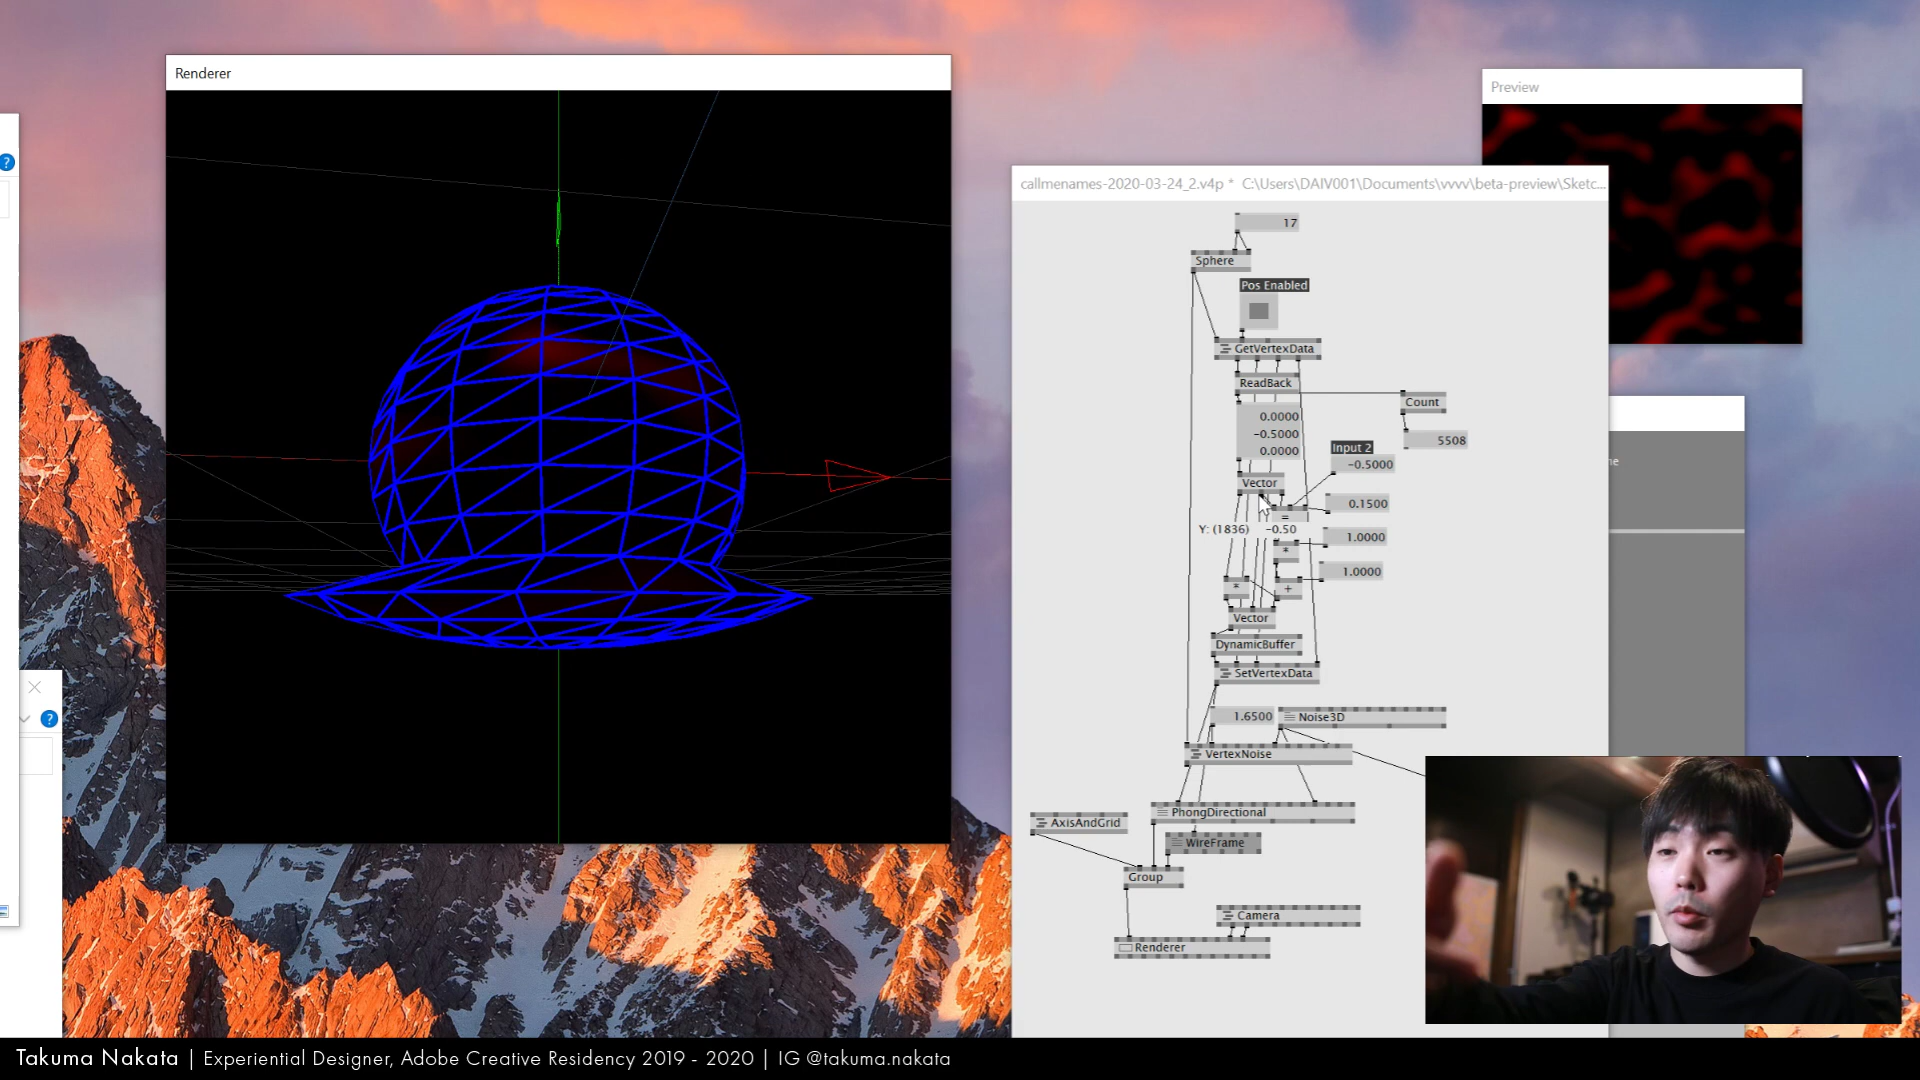 Renderer
Preview
callmenames-2020-03-24_2.v4p *  C:\Users\DAIV001\Documents\vvvv\beta-preview\Sketc...
17
Sphere
Pos Enabled
GetVertexData
ReadBack
Count
0.0000
-0.5000
0.0000
5508
Input 2
-0.5000
Vector
0.1500
=
Y: (1836)
-0.50
1.0000
*
1.0000
*
+
Vector
DynamicBuffer
SetVertexData
1.6500
Noise3D
VertexNoise
PhongDirectional
AxisAndGrid
WireFrame
Group
Camera
Renderer
?
?
Takuma Nakata | Experiential Designer, Adobe Creative Residency 2019 - 2020 | IG @takuma.nakata